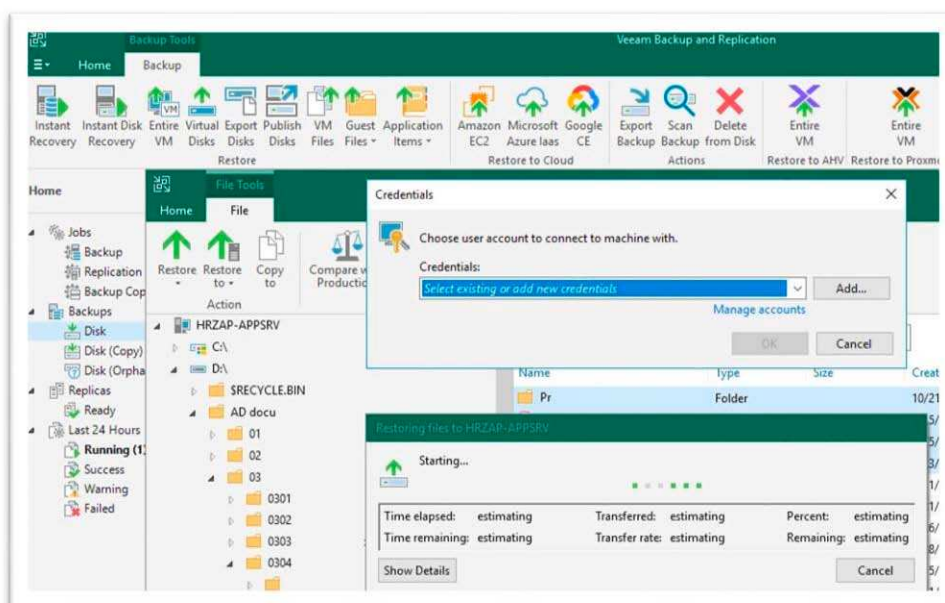 Backup Tools
Veeam Backup and Replication
Home Backup
Instant Recovery
Instant Disk Recovery
Entire VM
Virtual Disks
Export Disks
Publish Disks
VM Files
Guest Files
Application Items
Amazon EC2
Microsoft Azure Iaas
Google CE
Export Backup
Scan Backup
Delete from Disk
Entire VM
Entire VM
Restore
Restore to Cloud
Actions
Restore to AHV
Restore to Proxm
Home
Jobs
Backup
Replication
Backup Cop
Backups
Disk
Disk (Copy)
Disk (Orpha
Replicas
Ready
Last 24 Hours
Running (1)
Success
Warning
Failed
File Tools
Home File
Restore
Restore to
Copy to
Compare w
Productio
Action
HRZAP-APPSRV
C:\
D:\
$RECYCLE.BIN
AD docu
01
02
03
0301
0302
0303
0304
Credentials
Choose user account to connect to machine with.
Credentials:
Select existing or add new credentials
Add...
Manage accounts
OK Cancel
Name Type Size Creat
Pr Folder 10/21
Restoring files to HRZAP-APPSRV
Starting...
Time elapsed: estimating Transferred: estimating Percent: estimating
Time remaining: estimating Transfer rate: estimating Remaining: estimating
Show Details Cancel